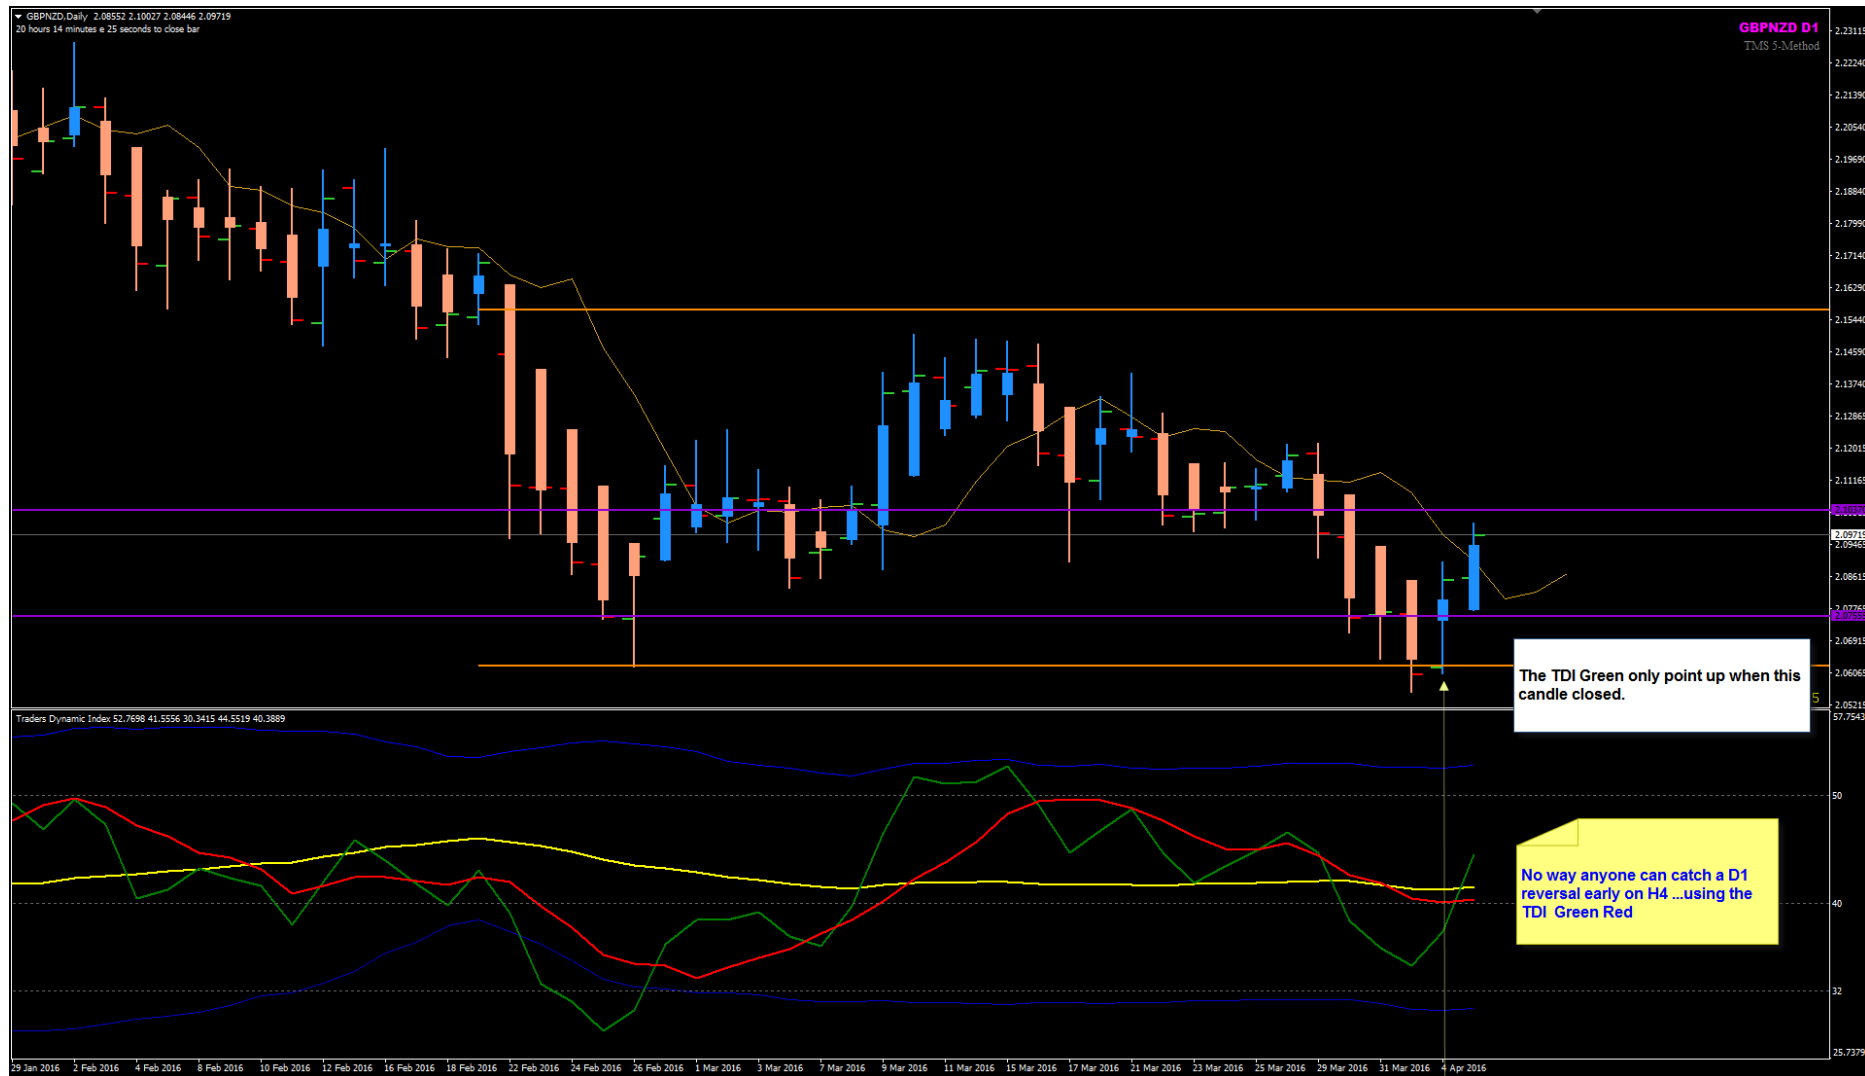 GBPNZD,Daily 2.08552 2.10027 2.08446 2.09719
20 hours 14 minutes e 25 seconds to close bar
GBPNZD D1
TMS 5-Method
2.23115
2.22240
2.21390
2.20540
2.19690
2.18840
2.17990
2.17140
2.16290
2.15440
2.14590
2.13740
2.12865
2.12015
2.11165
2.09715
2.09465
2.08615
2.07765
2.06915
2.06065
2.05215
The TDI Green only point up when this
candle closed.
5
Traders Dynamic Index 52.7698 41.5556 30.3415 44.5519 40.3889
57.7543
50
40
32
25.7379
No way anyone can catch a D1
reversal early on H4 ...using the
TDI Green Red
29 Jan 2016 2 Feb 2016 4 Feb 2016 8 Feb 2016 10 Feb 2016 12 Feb 2016 16 Feb 2016 18 Feb 2016 22 Feb 2016 24 Feb 2016 26 Feb 2016 1 Mar 2016 3 Mar 2016 7 Mar 2016 9 Mar 2016 11 Mar 2016 15 Mar 2016 17 Mar 2016 21 Mar 2016 23 Mar 2016 25 Mar 2016 29 Mar 2016 31 Mar 2016 4 Apr 2016